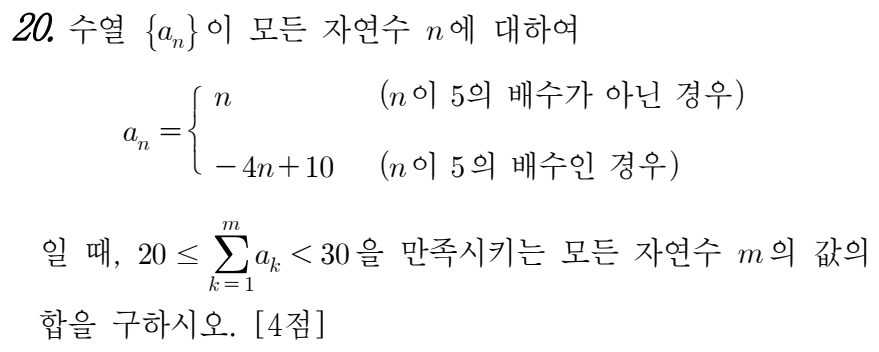 20. 수열 {a_n}이 모든 자연수 n에 대하여
a_n = { n (n이 5의 배수가 아닌 경우)
-4n+10 (n이 5의 배수인 경우)
일 때, 20 ≤ \sum_{k=1}^{m} a_k < 30을 만족시키는 모든 자연수 m의 값의
합을 구하시오. [4점]